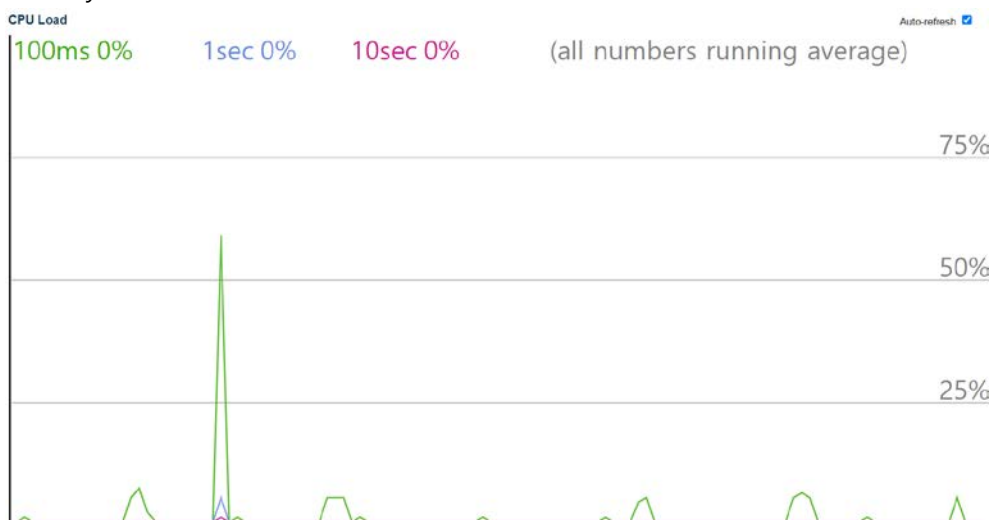 CPU Load
Auto-refresh
100ms 0% 1sec 0% 10sec 0% (all numbers running average)
75%
50%
25%